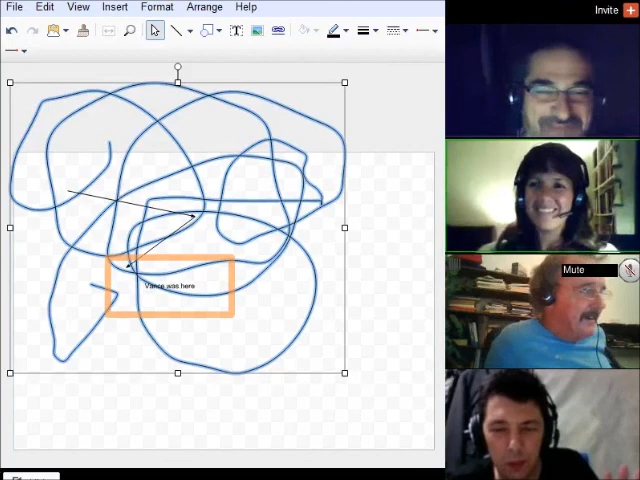 File Edit View Insert Format Arrange Help
Invite
T
Mute
Vance was here